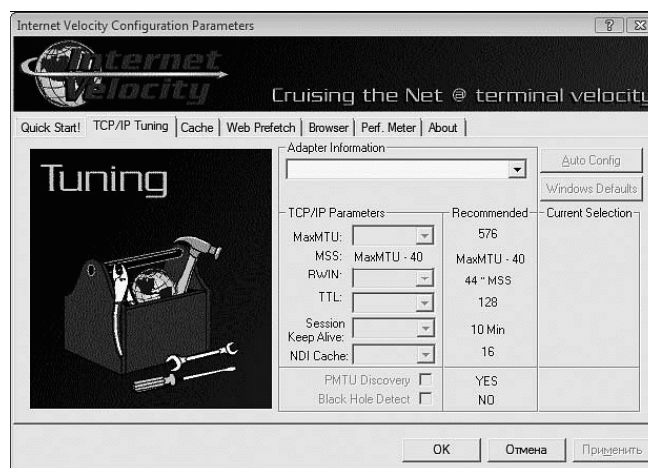 Internet Velocity Configuration Parameters
Internet
Velocity
Cruising the Net @ terminal velocity
Quick Start! TCP/IP Tuning Cache Web Prefetch Browser Perf. Meter About
Tuning
Adapter Information
Auto Config
Windows Defaults
TCP/IP Parameters Recommended Current Selection
MaxMTU: 576
MSS: MaxMTU - 40 MaxMTU - 40
RWIN: 44 * MSS
TTL: 128
Session
Keep Alive: 10 Min
NDI Cache: 16
PMTU Discovery YES
Black Hole Detect NO
OK Отмена Применить